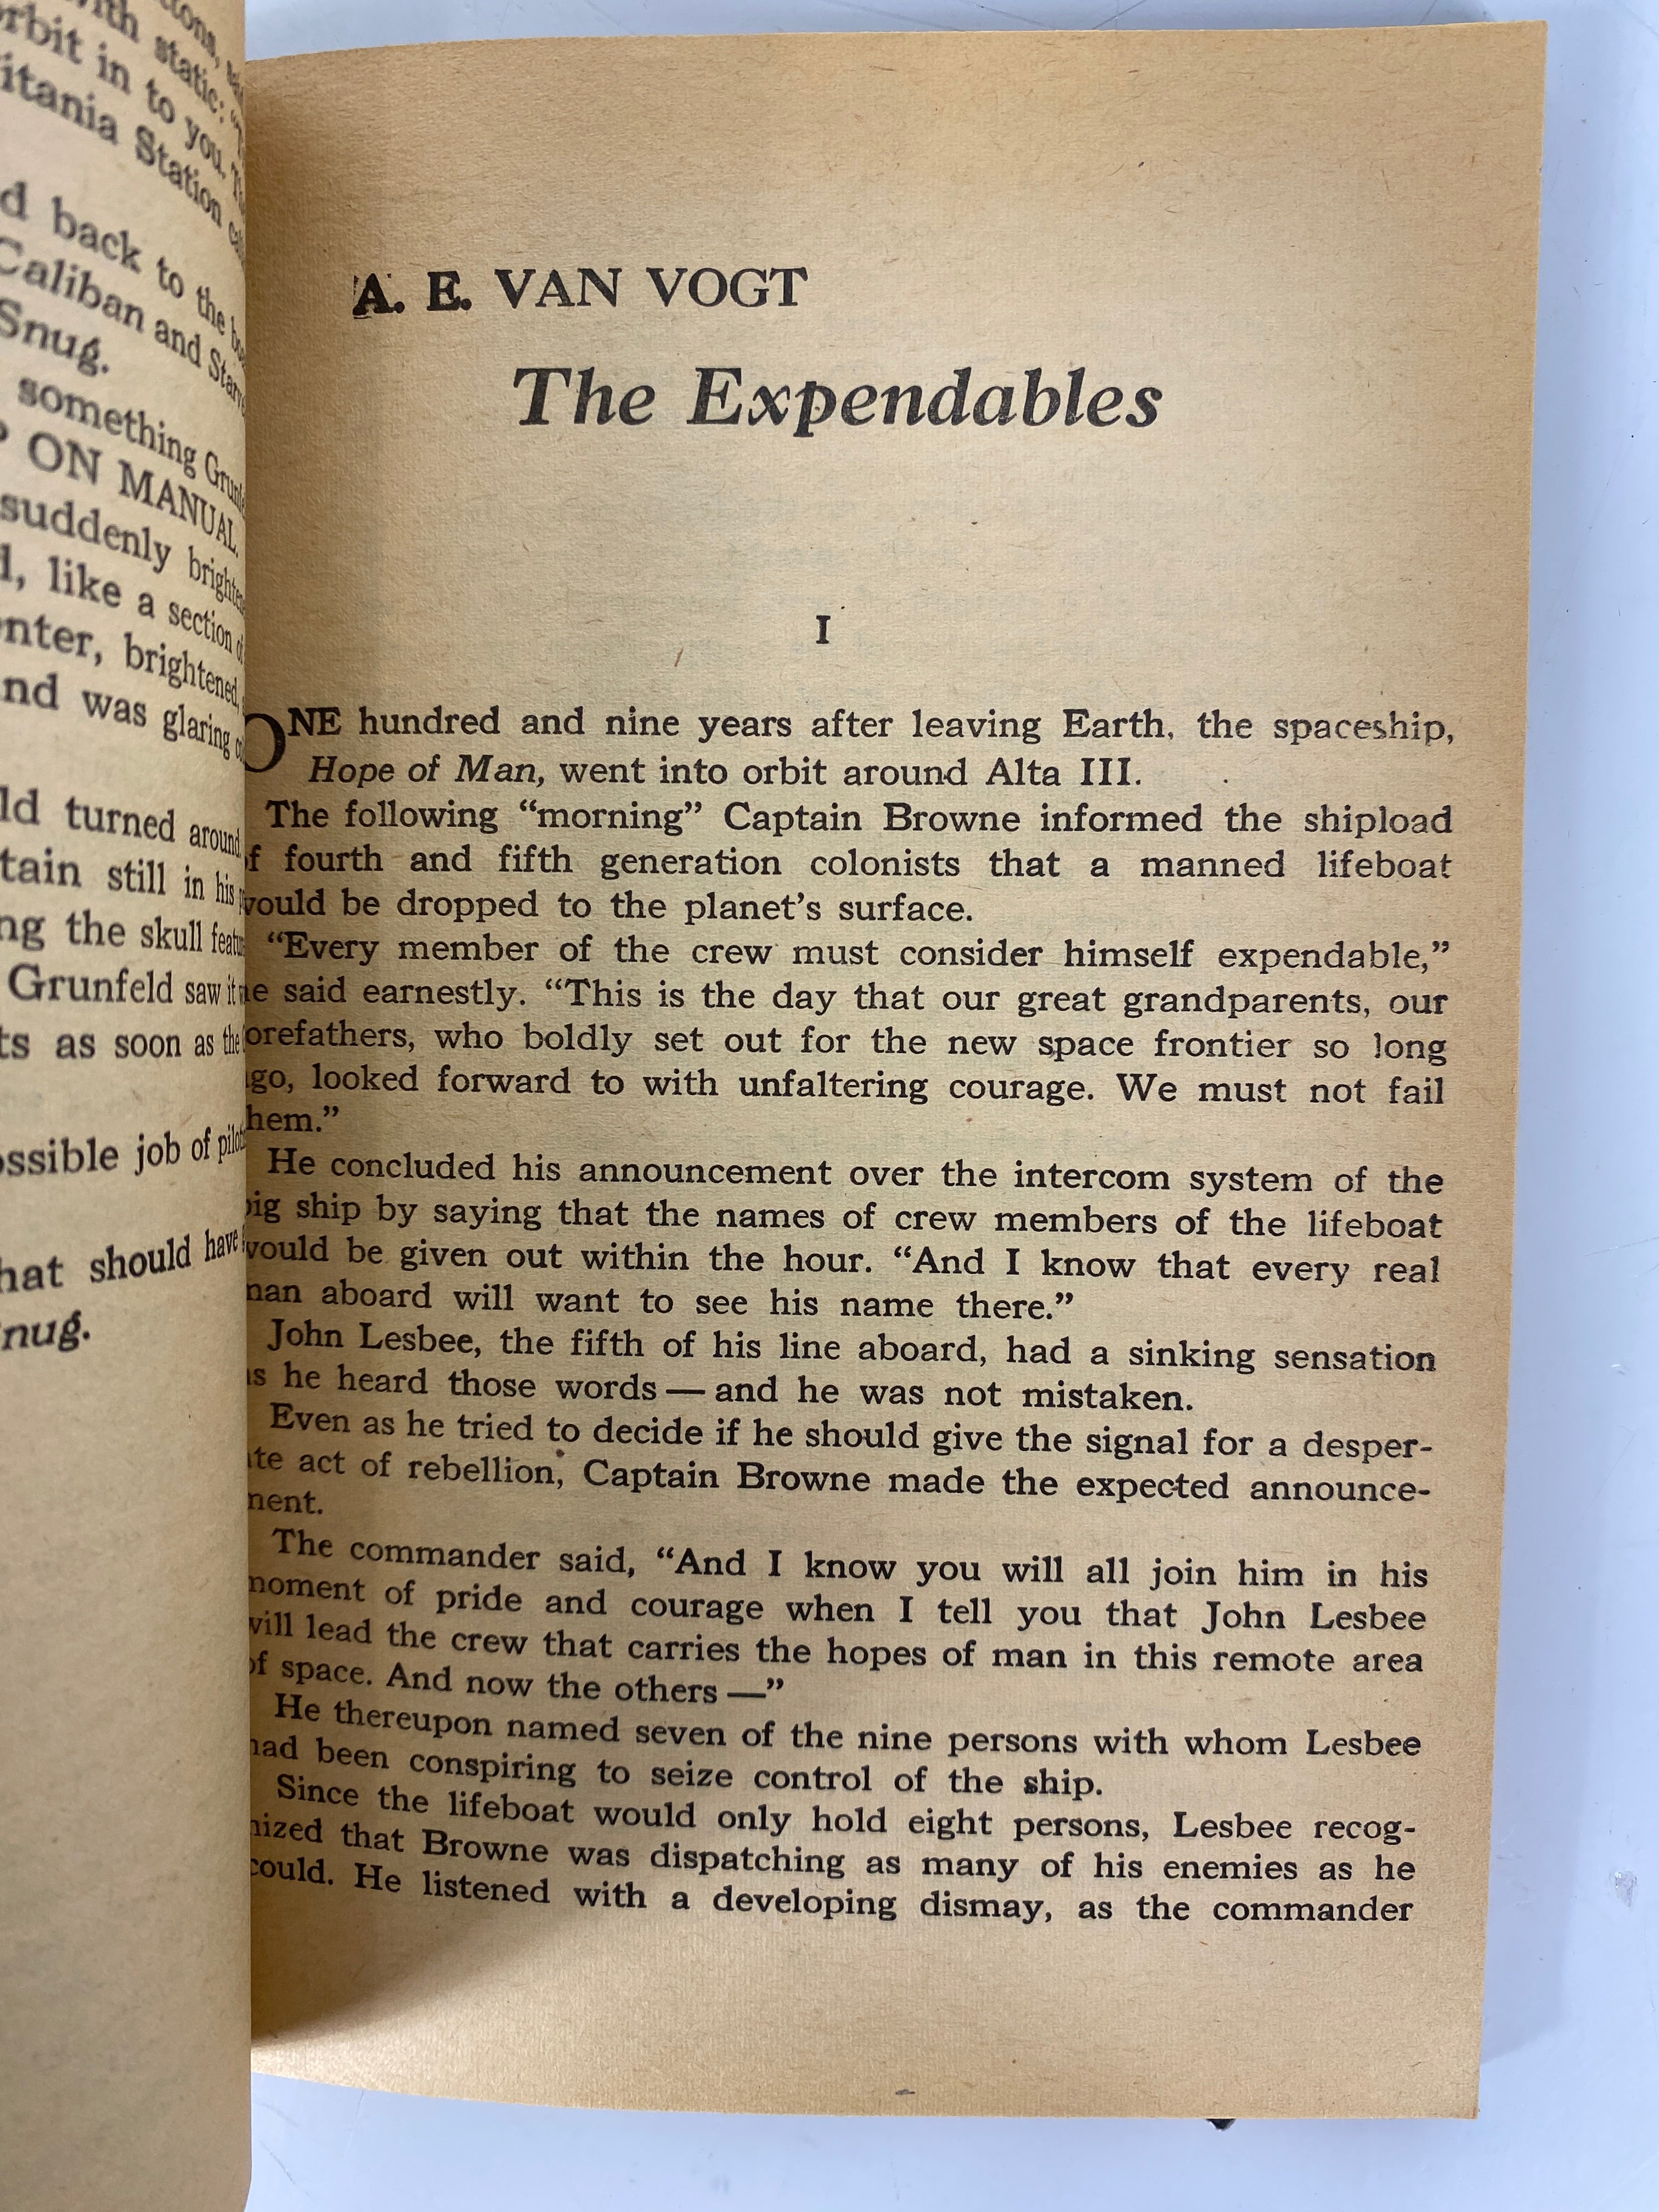 ith static:
rbit in to you.
itania Station
d back to the
Caliban and
Snug.
something
ON MANUAL.
suddenly
d, like a section
nter, brightened,
nd was glaring
ld turned around
tain still in his
ng the skull
Grunfeld saw it
ts as soon as the
ssible job of
hat should have
nug.
A. E. VAN VOGT
The Expendables
I
ONE hundred and nine years after leaving Earth, the spaceship,
Hope of Man, went into orbit around Alta III.
The following “morning” Captain Browne informed the shipload
f fourth and fifth generation colonists that a manned lifeboat
would be dropped to the planet’s surface.
“Every member of the crew must consider himself expendable,”
he said earnestly. “This is the day that our great grandparents, our
orefathers, who boldly set out for the new space frontier so long
go, looked forward to with unfaltering courage. We must not fail
hem.”
He concluded his announcement over the intercom system of the
big ship by saying that the names of crew members of the lifeboat
would be given out within the hour. “And I know that every real
man aboard will want to see his name there.”
John Lesbee, the fifth of his line aboard, had a sinking sensation
as he heard those words — and he was not mistaken.
Even as he tried to decide if he should give the signal for a desper-
ate act of rebellion, Captain Browne made the expected announce-
ment.
The commander said, “And I know you will all join him in his
moment of pride and courage when I tell you that John Lesbee
will lead the crew that carries the hopes of man in this remote area
of space. And now the others —”
He thereupon named seven of the nine persons with whom Lesbee
had been conspiring to seize control of the ship.
Since the lifeboat would only hold eight persons, Lesbee recog-
nized that Browne was dispatching as many of his enemies as he
could. He listened with a developing dismay, as the commander